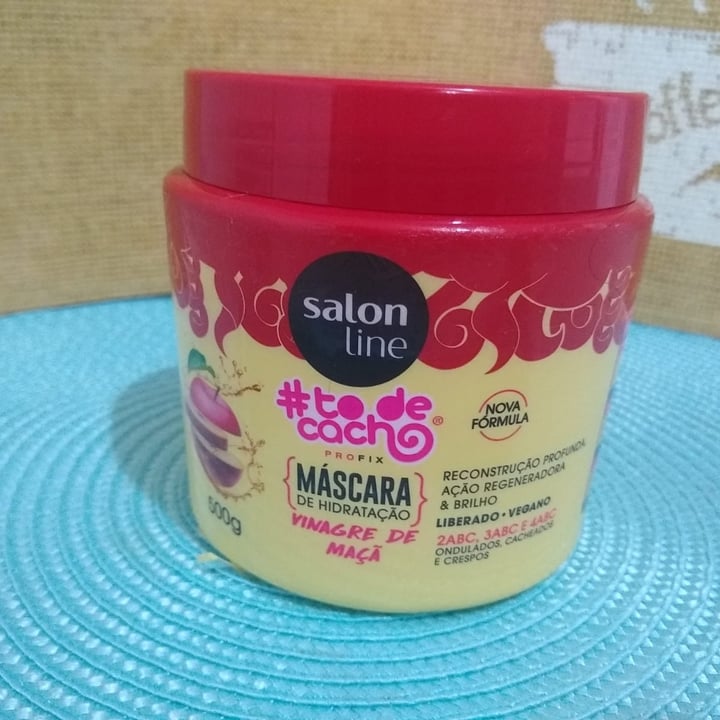 salon
line
#to de
cacho®
PROFIX
MÁSCARA
DE HIDRATAÇÃO
VINAGRE DE
MAÇÃ
500g
NOVA
FÓRMULA
RECONSTRUÇÃO PROFUNDA,
AÇÃO REGENERADORA
& BRILHO
LIBERADO • VEGANO
2ABC, 3ABC E 4ABC
ONDULADOS, CACHEADOS
E CRESPOS